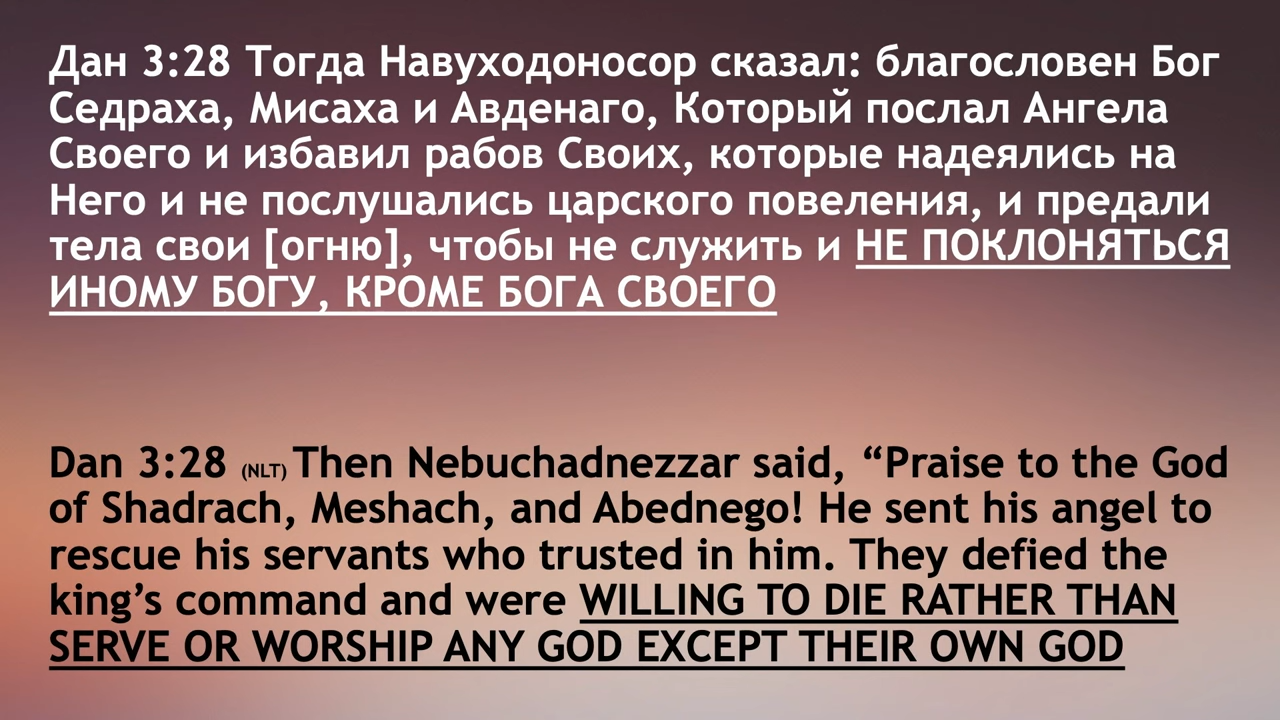 Дан 3:28 Тогда Навуходоносор сказал: благословен Бог
Седраха, Мисаха и Авденаго, Который послал Ангела
Своего и избавил рабов Своих, которые надеялись на
Него и не послушались царского повеления, и предали
тела свои [огню], чтобы не служить и НЕ ПОКЛОНЯТЬСЯ
ИНОМУ БОГУ, КРОМЕ БОГА СВОЕГО
Dan 3:28 (NLT) Then Nebuchadnezzar said, “Praise to the God
of Shadrach, Meshach, and Abednego! He sent his angel to
rescue his servants who trusted in him. They defied the
king’s command and were WILLING TO DIE RATHER THAN
SERVE OR WORSHIP ANY GOD EXCEPT THEIR OWN GOD